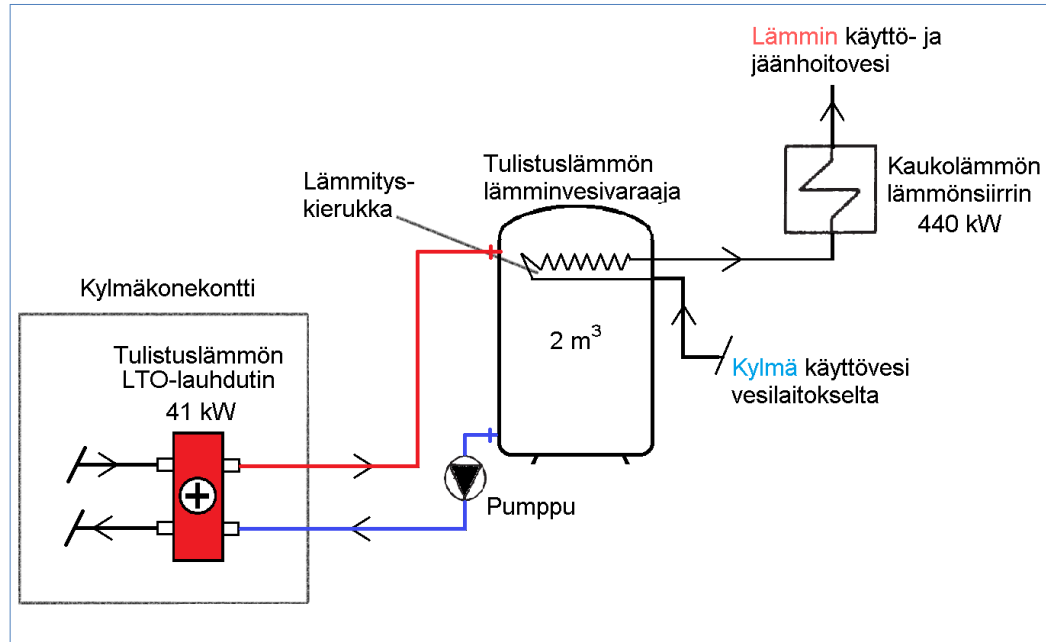 Lämmin käyttö- ja
jäänhoitovesi
Tulistuslämmön
lämminvesivaraaja
Kaukolämmön
lämmönsiirrin
440 kW
Lämmitys-
kierukka
Kylmäkonekontti
Tulistuslämmön
LTO-lauhdutin
41 kW
2 m³
Kylmä käyttövesi
vesilaitokselta
Pumppu